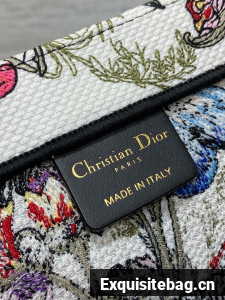 Christian Dior
PARIS
MADE IN ITALY
Exquisitebag.cn